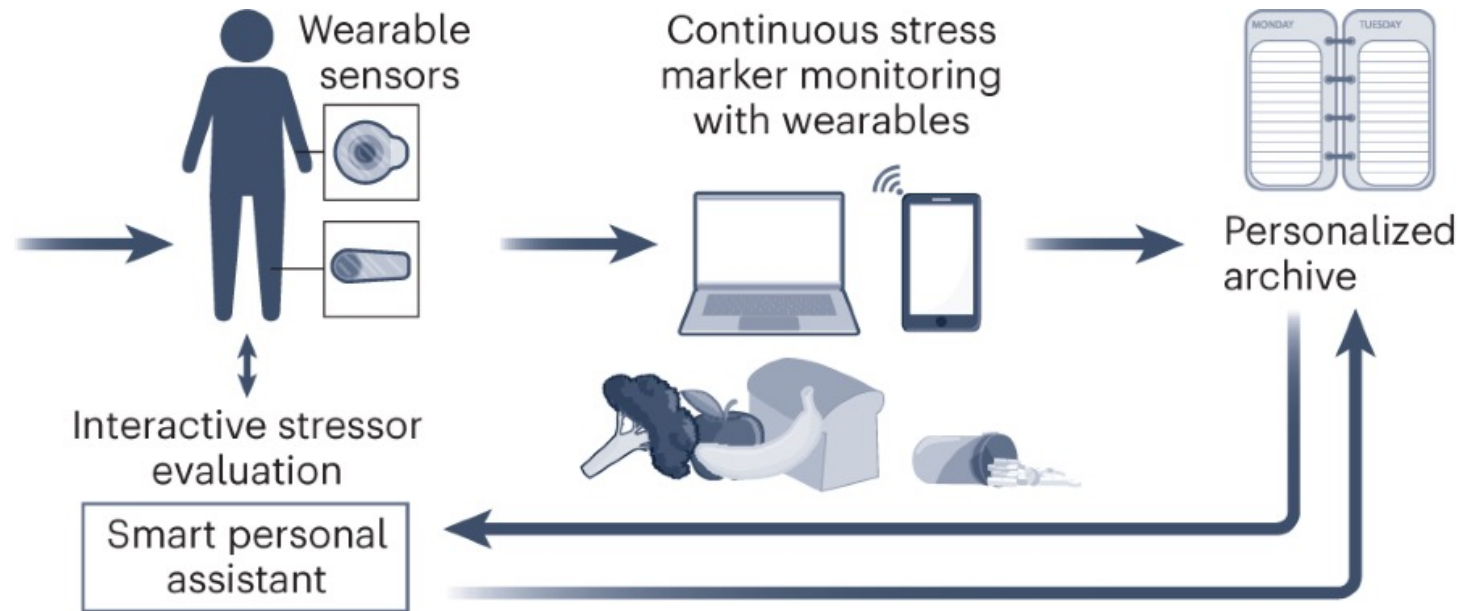 Wearable
sensors
Continuous stress
marker monitoring
with wearables
MONDAY
TUESDAY
Personalized
archive
Interactive stressor
evaluation
Smart personal
assistant